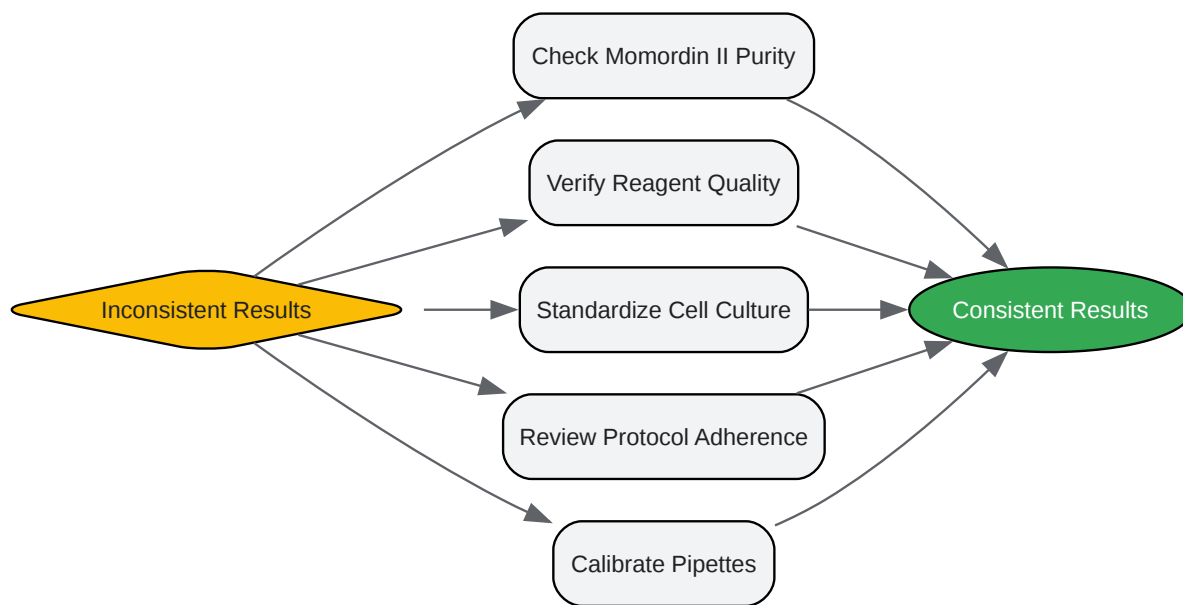 Check Momordin II Purity
Verify Reagent Quality
Inconsistent Results
Standardize Cell Culture
Consistent Results
Review Protocol Adherence
Calibrate Pipettes